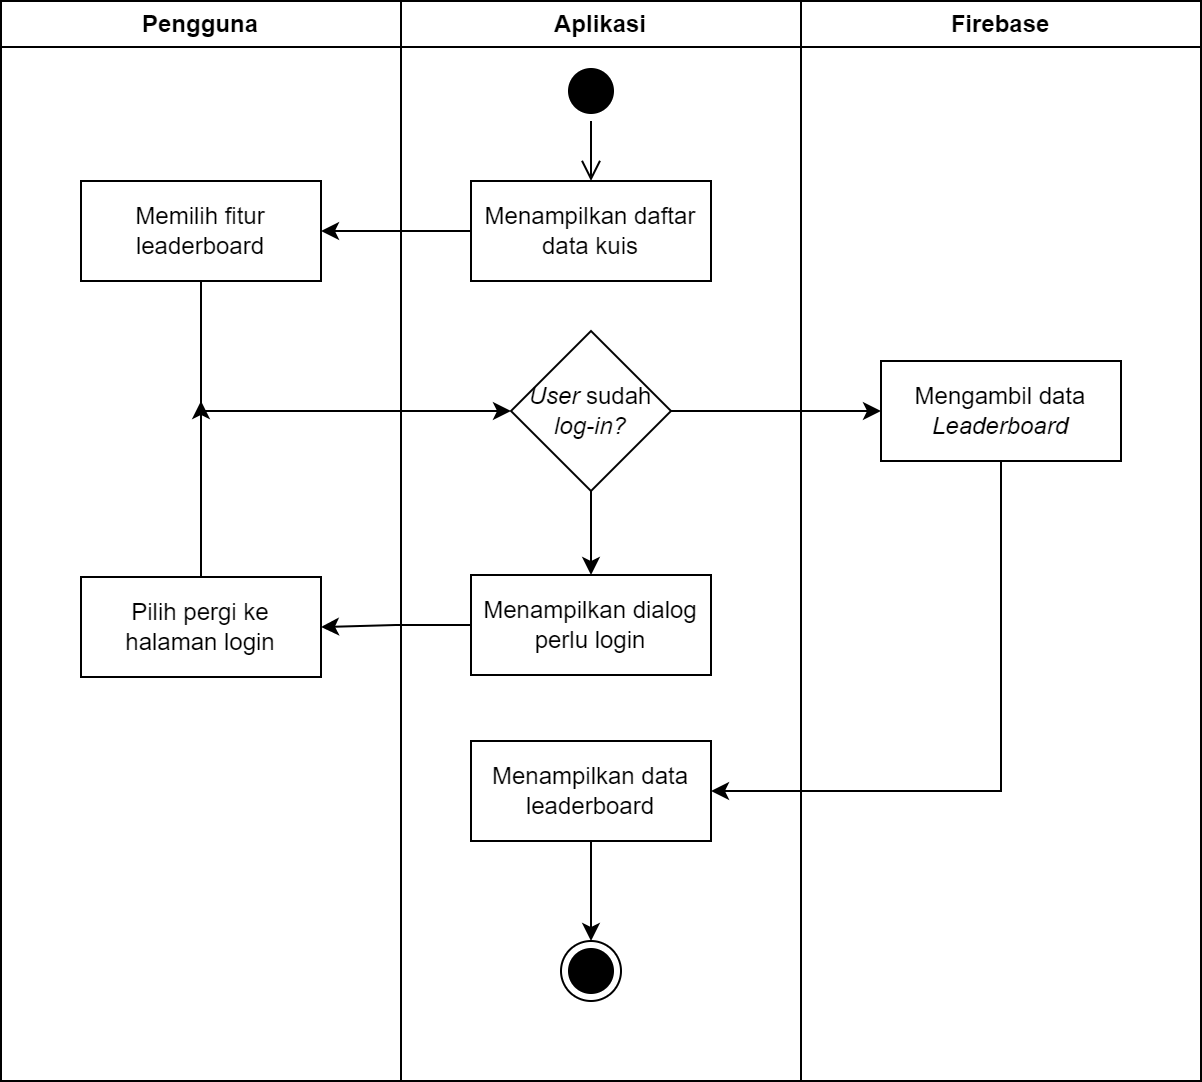 Pengguna
Aplikasi
Firebase
Memilih fitur
leaderboard
Menampilkan daftar
data kuis
User sudah
log-in?
Mengambil data
Leaderboard
Pilih pergi ke
halaman login
Menampilkan dialog
perlu login
Menampilkan data
leaderboard